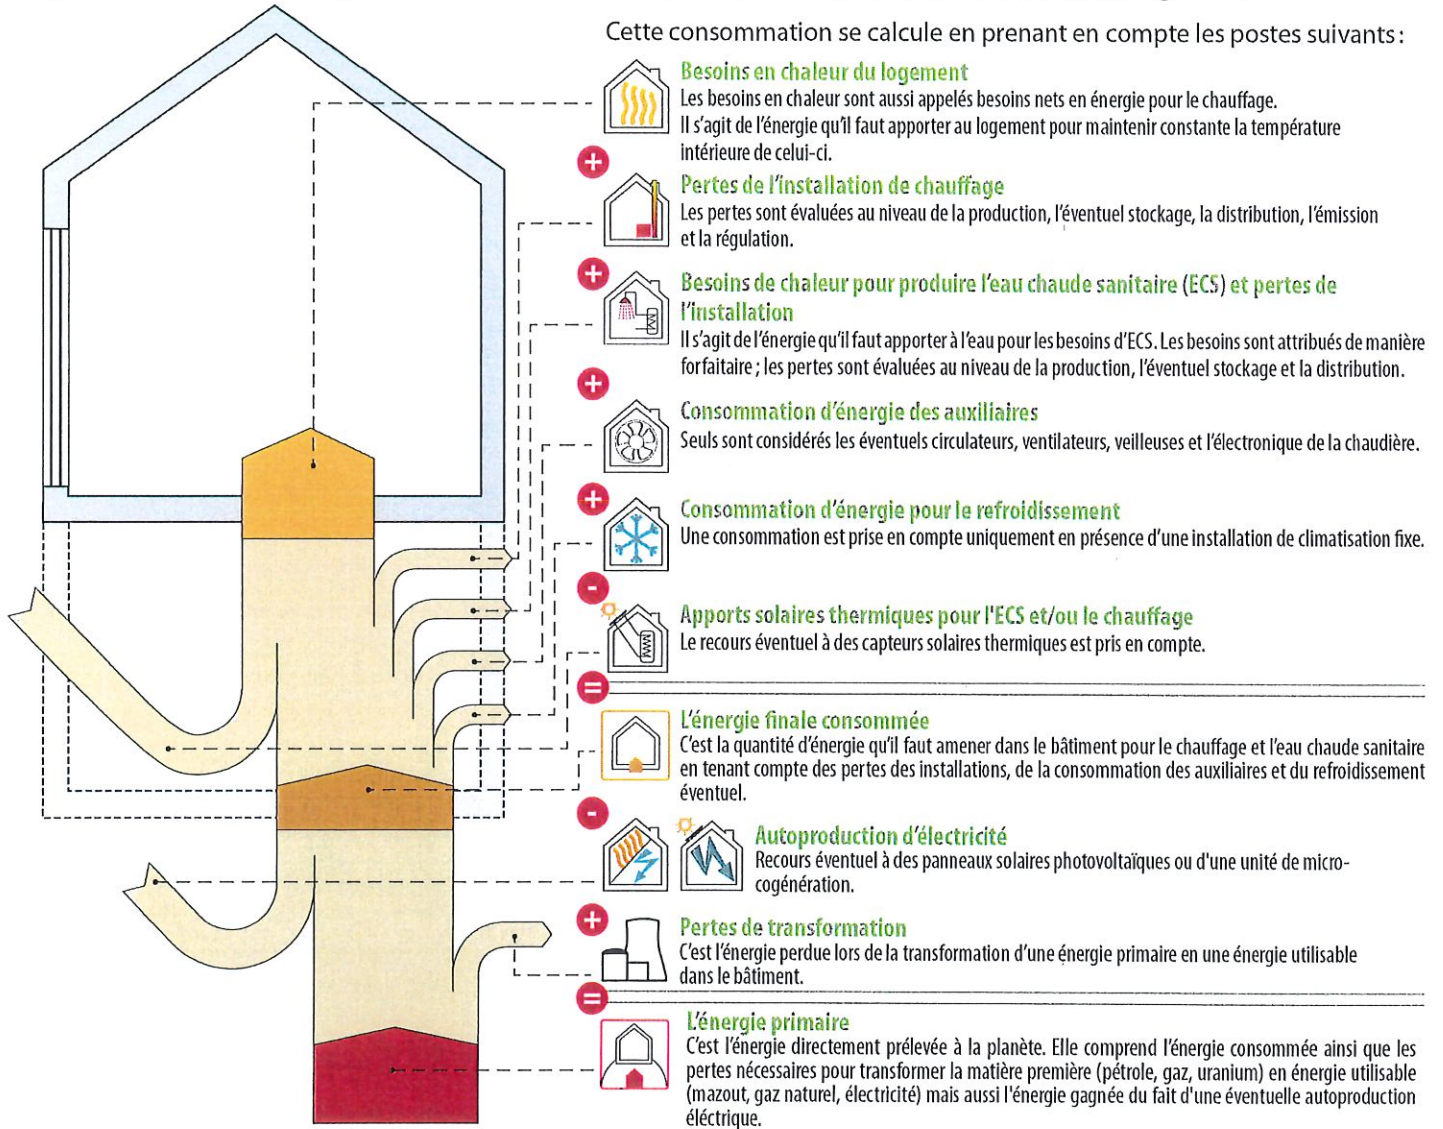 Cette consommation se calcule en prenant en compte les postes suivants :
Besoins en chaleur du logement
Les besoins en chaleur sont aussi appelés besoins nets en énergie pour le chauffage.
Il s'agit de l'énergie qu'il faut apporter au logement pour maintenir constante la température
intérieure de celui-ci.
+
Pertes de l'installation de chauffage
Les pertes sont évaluées au niveau de la production, l'éventuel stockage, la distribution, l'émission
et la régulation.
+
Besoins de chaleur pour produire l'eau chaude sanitaire (ECS) et pertes de
l'installation
Il s'agit de l'énergie qu'il faut apporter à l'eau pour les besoins d'ECS. Les besoins sont attribués de manière
forfaitaire ; les pertes sont évaluées au niveau de la production, l'éventuel stockage et la distribution.
+
Consommation d'énergie des auxiliaires
Seuls sont considérés les éventuels circulateurs, ventilateurs, veilleuses et l'électronique de la chaudière.
+
Consommation d'énergie pour le refroidissement
Une consommation est prise en compte uniquement en présence d'une installation de climatisation fixe.
-
Apports solaires thermiques pour l'ECS et/ou le chauffage
Le recours éventuel à des capteurs solaires thermiques est pris en compte.
=
L'énergie finale consommée
C'est la quantité d'énergie qu'il faut amener dans le bâtiment pour le chauffage et l'eau chaude sanitaire
en tenant compte des pertes des installations, de la consommation des auxiliaires et du refroidissement
éventuel.
-
Autoproduction d'électricité
Recours éventuel à des panneaux solaires photovoltaïques ou d'une unité de micro-
cogénération.
+
Pertes de transformation
C'est l'énergie perdue lors de la transformation d'une énergie primaire en une énergie utilisable
dans le bâtiment.
=
L'énergie primaire
C'est l'énergie directement prélevée à la planète. Elle comprend l'énergie consommée ainsi que les
pertes nécessaires pour transformer la matière première (pétrole, gaz, uranium) en énergie utilisable
(mazout, gaz naturel, électricité) mais aussi l'énergie gagnée du fait d'une éventuelle autoproduction
éléctrique.